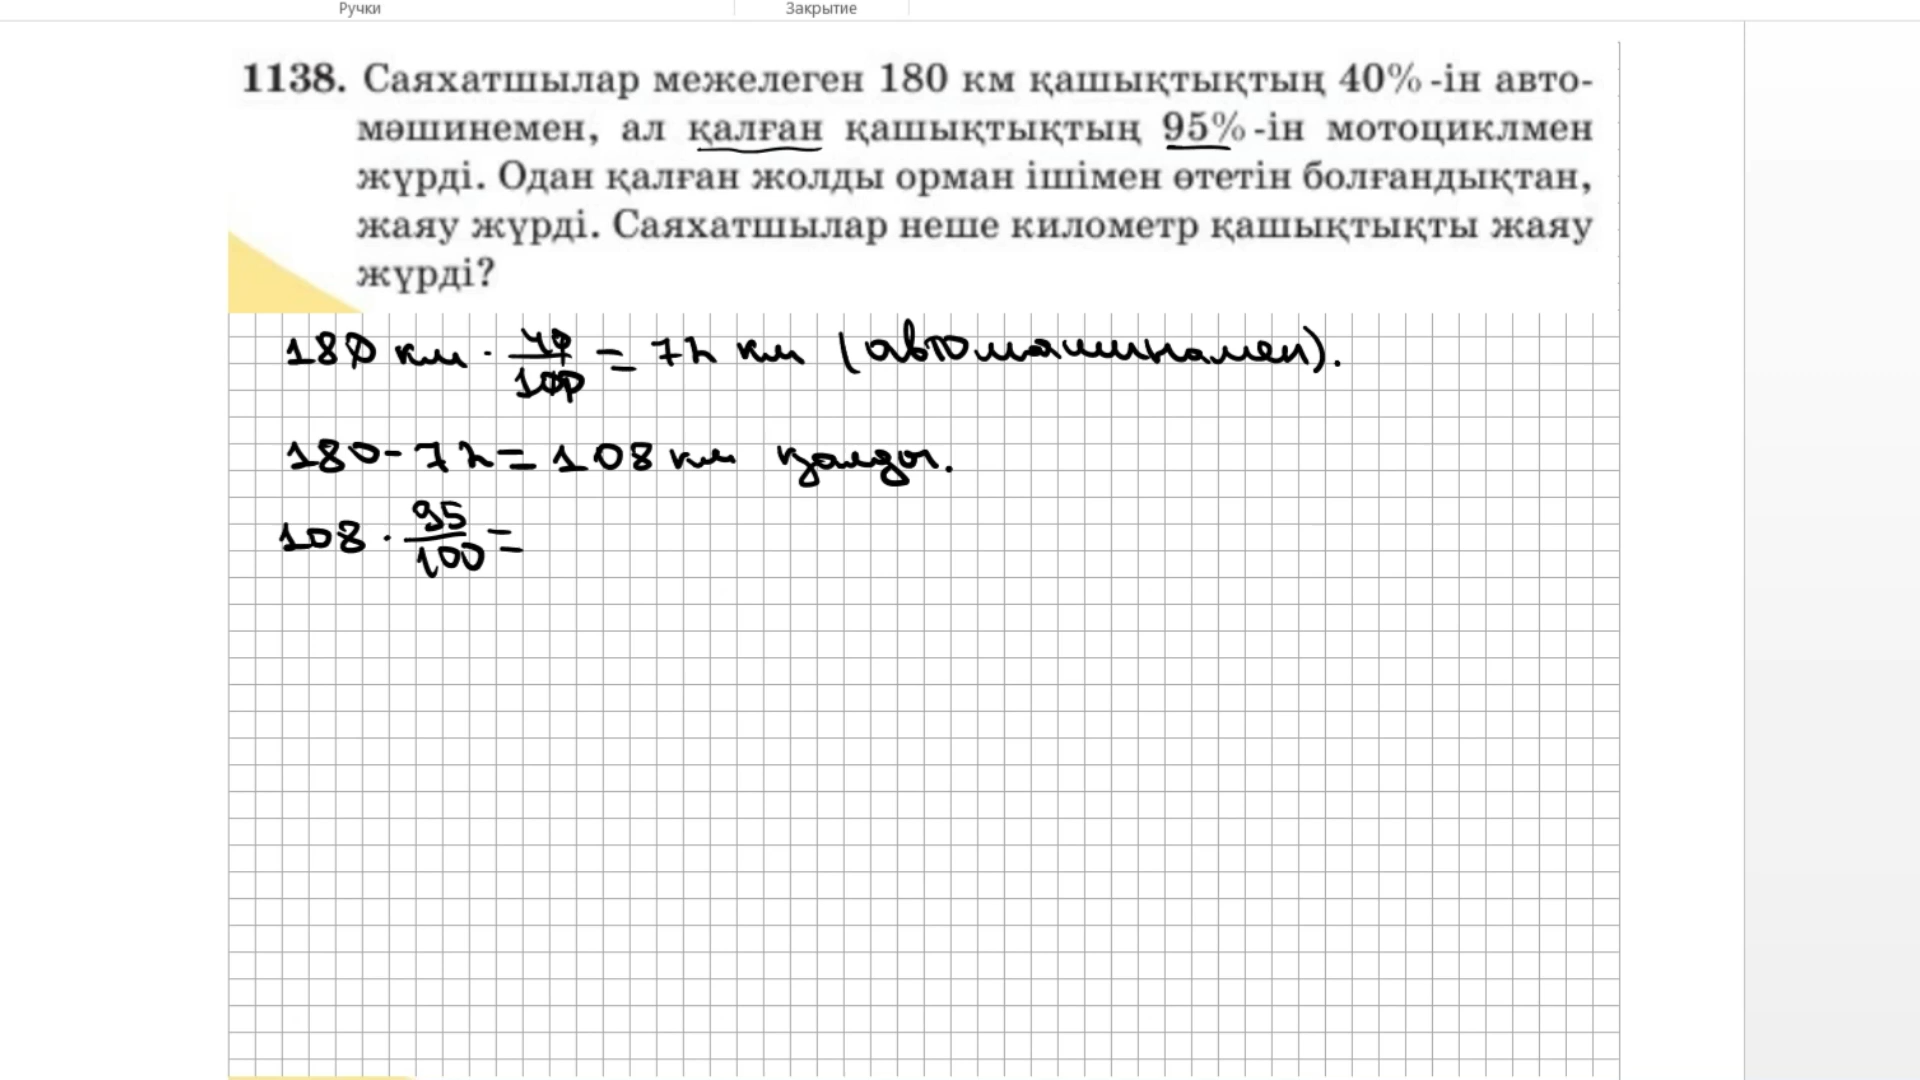 Ручки Закрытие
1138. Саяхатшылар межелеген 180 км қашықтықтың 40% -ін авто-
мәшинемен, ал қалған қашықтықтың 95% -ін мотоциклмен
жүрді. Одан қалған жолды орман ішімен өтетін болғандықтан,
жаяу жүрді. Саяхатшылар неше километр қашықтықты жаяу
жүрді?
180 км · 40/100 = 72 км (автомашинамен).
180 - 72 = 108 км қалды.
108 · 95/100 =